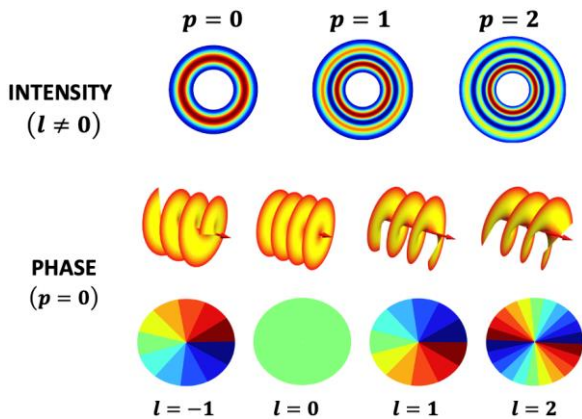 p = 0 p = 1 p = 2
INTENSITY
(l ≠ 0)
PHASE
(p = 0)
l = −1 l = 0 l = 1 l = 2